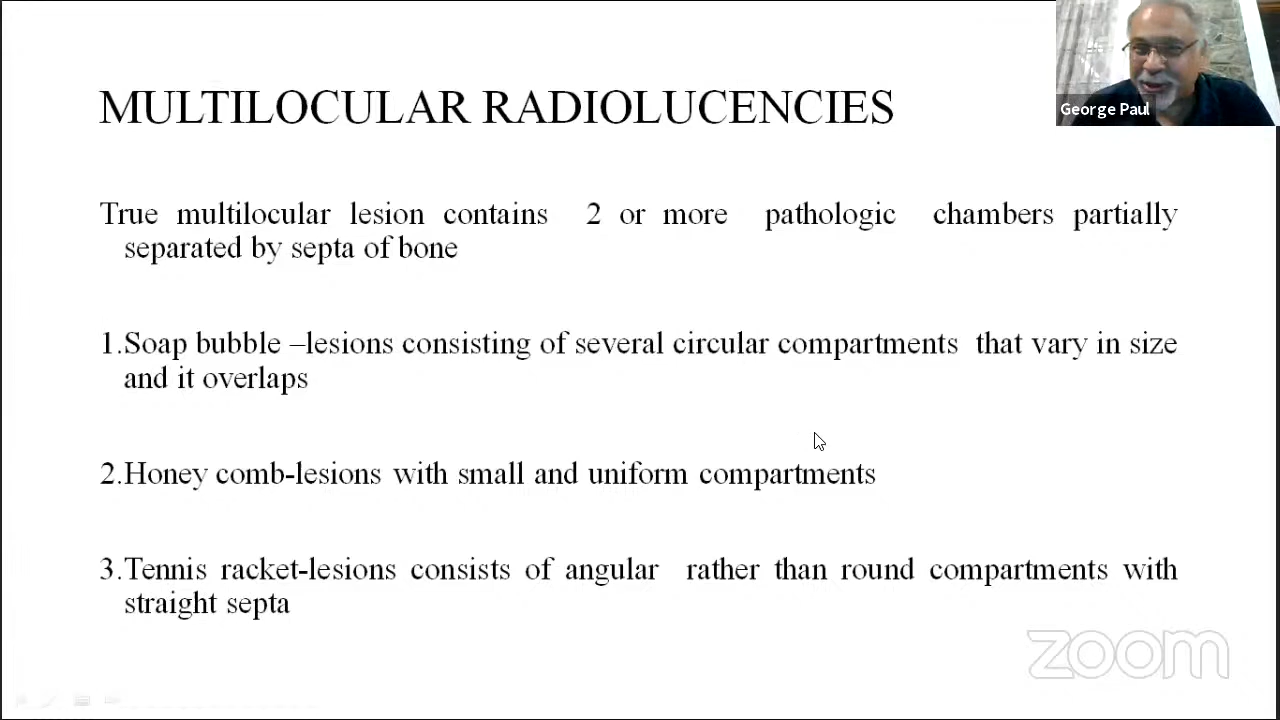 George Paul
MULTILOCULAR RADIOLUCENCIES
True multilocular lesion contains 2 or more pathologic chambers partially
separated by septa of bone
1.Soap bubble –lesions consisting of several circular compartments that vary in size
and it overlaps
2.Honey comb-lesions with small and uniform compartments
3.Tennis racket-lesions consists of angular rather than round compartments with
straight septa
zoom